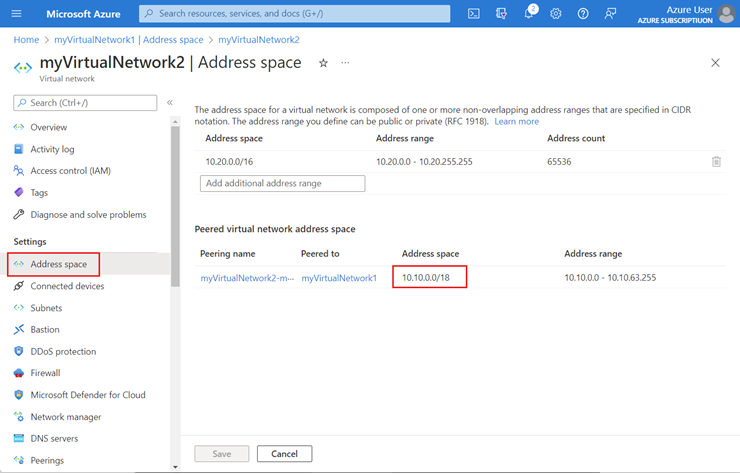 Microsoft Azure
Search resources, services, and docs (G+/)
2
Azure User
AZURE SUBSCRIPTIUON
Home > myVirtualNetwork1 | Address space > myVirtualNetwork2
myVirtualNetwork2 | Address space
Virtual network
Search (Ctrl+/)
Overview
Activity log
Access control (IAM)
Tags
Diagnose and solve problems
Settings
Address space
Connected devices
Subnets
Bastion
DDoS protection
Firewall
Microsoft Defender for Cloud
Network manager
DNS servers
Peerings
The address space for a virtual network is composed of one or more non-overlapping address ranges that are specified in CIDR
notation. The address range you define can be public or private (RFC 1918). Learn more
Address space Address range Address count
10.20.0.0/16 10.20.0.0 - 10.20.255.255 65536
Add additional address range
Peered virtual network address space
Peering name Peered to Address space Address range
myVirtualNetwork2-m··· myVirtualNetwork1 10.10.0.0/18 10.10.0.0 - 10.10.63.255
Save Cancel